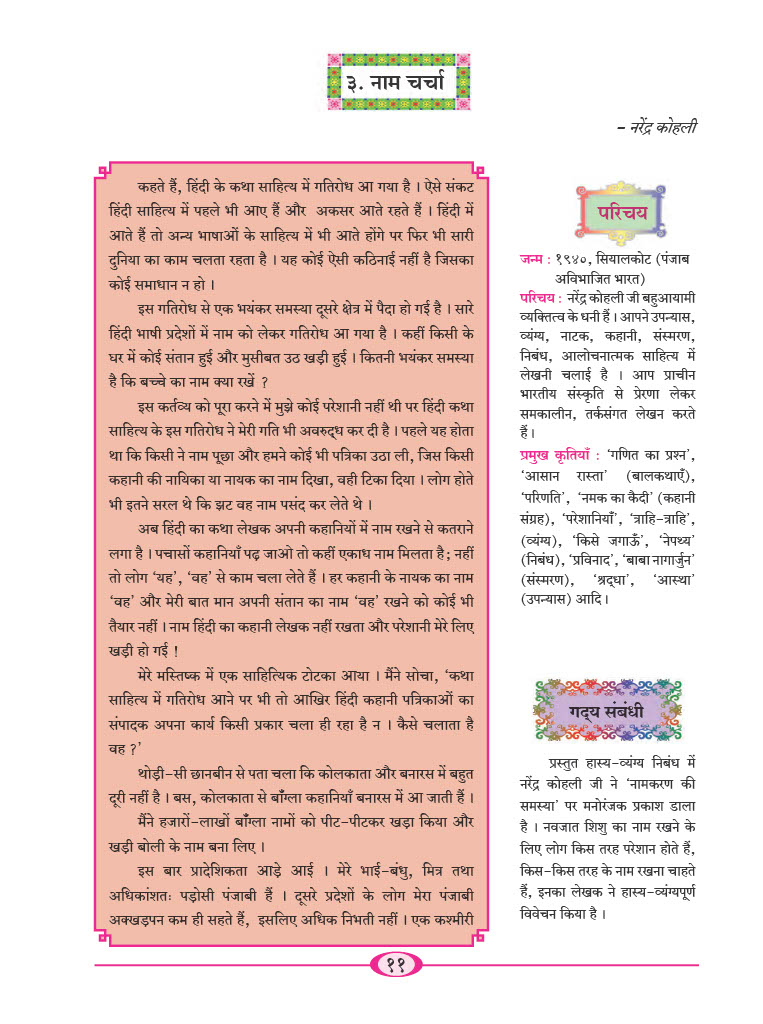 ३. नाम चर्चा
– नरेंद्र कोहली
कहते हैं, हिंदी के कथा साहित्य में गतिरोध आ गया है । ऐसे संकट
हिंदी साहित्य में पहले भी आए हैं और अकसर आते रहते हैं । हिंदी में
आते हैं तो अन्य भाषाओं के साहित्य में भी आते होंगे पर फिर भी सारी
दुनिया का काम चलता रहता है । यह कोई ऐसी कठिनाई नहीं है जिसका
कोई समाधान न हो ।
इस गतिरोध से एक भयंकर समस्या दूसरे क्षेत्र में पैदा हो गई है । सारे
हिंदी भाषी प्रदेशों में नाम को लेकर गतिरोध आ गया है । कहीं किसी के
घर में कोई संतान हुई और मुसीबत उठ खड़ी हुई । कितनी भयंकर समस्या
है कि बच्चे का नाम क्या रखें ?
इस कर्तव्य को पूरा करने में मुझे कोई परेशानी नहीं थी पर हिंदी कथा
साहित्य के इस गतिरोध ने मेरी गति भी अवरुद्ध कर दी है । पहले यह होता
था कि किसी ने नाम पूछा और हमने कोई भी पत्रिका उठा ली, जिस किसी
कहानी की नायिका या नायक का नाम दिखा, वही टिका दिया । लोग होते
भी इतने सरल थे कि झट वह नाम पसंद कर लेते थे ।
अब हिंदी का कथा लेखक अपनी कहानियों में नाम रखने से कतराने
लगा है । पचासों कहानियाँ पढ़ जाओ तो कहीं एकाध नाम मिलता है; नहीं
तो लोग ‘यह’, ‘वह’ से काम चला लेते हैं । हर कहानी के नायक का नाम
‘वह’ और मेरी बात मान अपनी संतान का नाम ‘वह’ रखने को कोई भी
तैयार नहीं । नाम हिंदी का कहानी लेखक नहीं रखता और परेशानी मेरे लिए
खड़ी हो गई !
मेरे मस्तिष्क में एक साहित्यिक टोटका आया । मैंने सोचा, ‘कथा
साहित्य में गतिरोध आने पर भी तो आखिर हिंदी कहानी पत्रिकाओं का
संपादक अपना कार्य किसी प्रकार चला ही रहा है न । कैसे चलाता है
वह ?’
थोड़ी-सी छानबीन से पता चला कि कोलकाता और बनारस में बहुत
दूरी नहीं है । बस, कोलकाता से बाँग्ला कहानियाँ बनारस में आ जाती हैं ।
मैंने हजारों-लाखों बाँग्ला नामों को पीट-पीटकर खड़ा किया और
खड़ी बोली के नाम बना लिए ।
इस बार प्रादेशिकता आड़े आई । मेरे भाई-बंधु, मित्र तथा
अधिकांशतः पड़ोसी पंजाबी हैं । दूसरे प्रदेशों के लोग मेरा पंजाबी
अक्खड़पन कम ही सहते हैं, इसलिए अधिक निभती नहीं । एक कश्मीरी
परिचय
जन्म : १९४०, सियालकोट (पंजाब
अविभाजित भारत)
परिचय : नरेंद्र कोहली जी बहुआयामी
व्यक्तित्व के धनी हैं । आपने उपन्यास,
व्यंग्य, नाटक, कहानी, संस्मरण,
निबंध, आलोचनात्मक साहित्य में
लेखनी चलाई है । आप प्राचीन
भारतीय संस्कृति से प्रेरणा लेकर
समकालीन, तर्कसंगत लेखन करते
हैं ।
प्रमुख कृतियाँ : ‘गणित का प्रश्न’,
‘आसान रास्ता’ (बालकथाएँ),
‘परिणति’, ‘नमक का कैदी’ (कहानी
संग्रह), ‘परेशानियाँ’, ‘त्राहि-त्राहि’,
(व्यंग्य), ‘किसे जगाऊँ’, ‘नेपथ्य’
(निबंध), ‘प्रविनाद’, ‘बाबा नागार्जुन’
(संस्मरण), ‘श्रद्धा’, ‘आस्था’
(उपन्यास) आदि ।
गद्य संबंधी
प्रस्तुत हास्य-व्यंग्य निबंध में
नरेंद्र कोहली जी ने ‘नामकरण की
समस्या’ पर मनोरंजक प्रकाश डाला
है । नवजात शिशु का नाम रखने के
लिए लोग किस तरह परेशान होते हैं,
किस-किस तरह के नाम रखना चाहते
हैं, इनका लेखक ने हास्य-व्यंग्यपूर्ण
विवेचन किया है ।
११